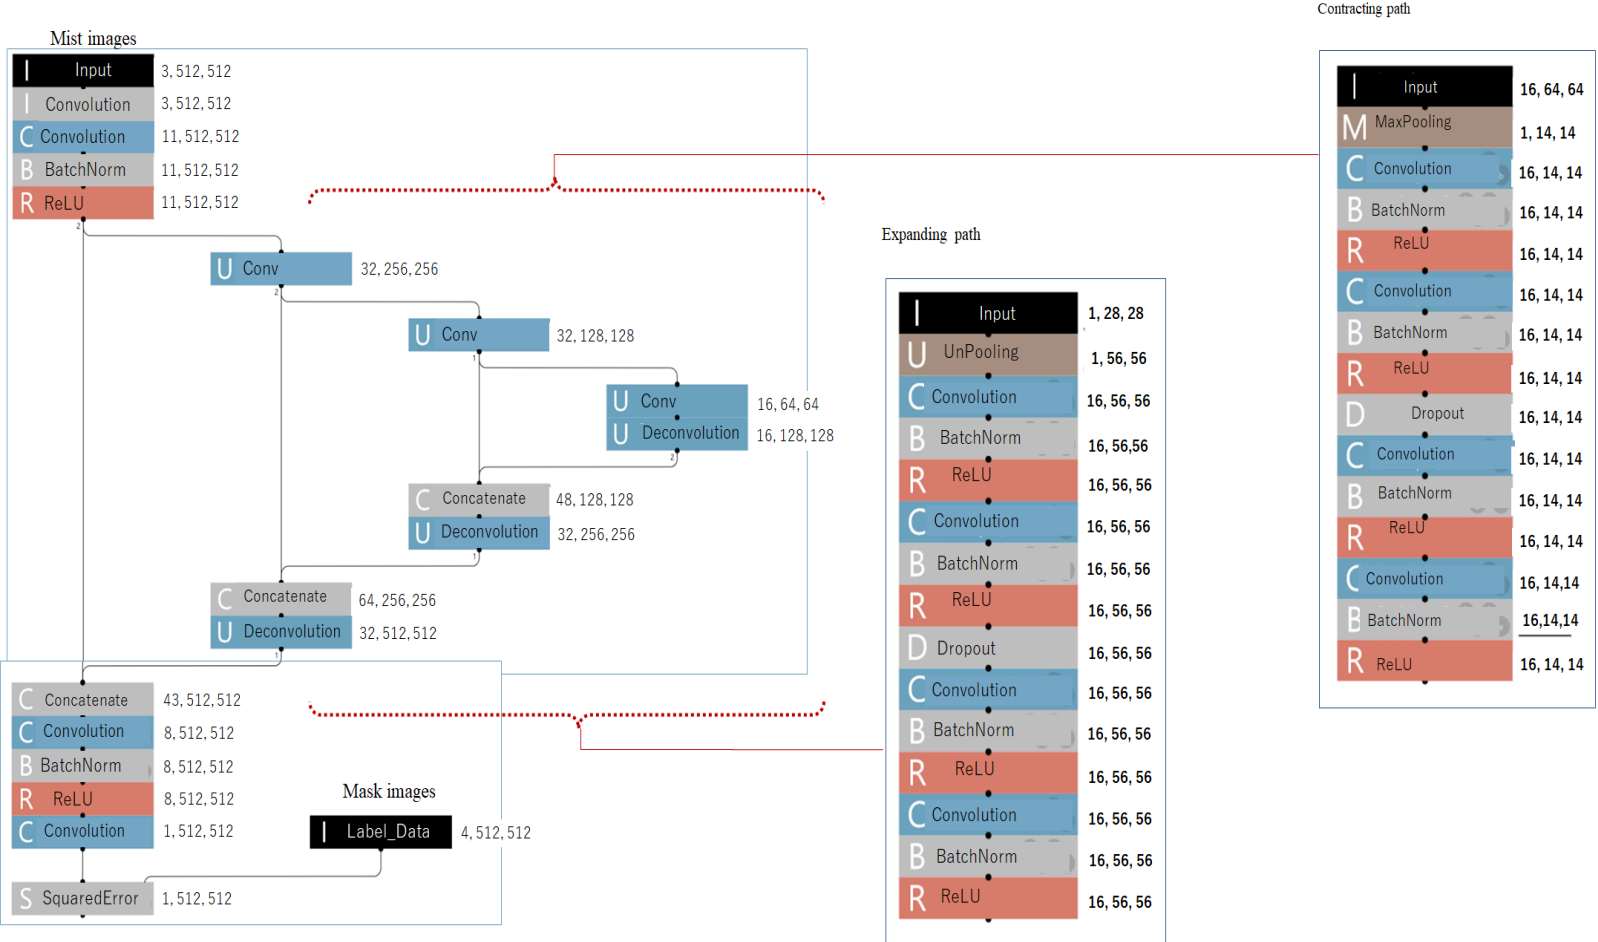 Contracting path
Mist images
I Input 3, 512, 512
I Convolution 3, 512, 512
C Convolution 11, 512, 512
B BatchNorm 11, 512, 512
R ReLU 11, 512, 512
2
U Conv 32, 256, 256
2
U Conv 32, 128, 128
1
U Conv 16, 64, 64
U Deconvolution 16, 128, 128
2
C Concatenate 48, 128, 128
U Deconvolution 32, 256, 256
1
C Concatenate 64, 256, 256
U Deconvolution 32, 512, 512
1
C Concatenate 43, 512, 512
C Convolution 8, 512, 512
B BatchNorm 8, 512, 512
R ReLU 8, 512, 512
C Convolution 1, 512, 512
Mask images
I Label_Data 4, 512, 512
S SquaredError 1, 512, 512
Expanding path
I Input 1, 28, 28
U UnPooling 1, 56, 56
C Convolution 16, 56, 56
B BatchNorm 16, 56,56
R ReLU 16, 56, 56
C Convolution 16, 56, 56
B BatchNorm 16, 56, 56
R ReLU 16, 56, 56
D Dropout 16, 56, 56
C Convolution 16, 56, 56
B BatchNorm 16, 56, 56
R ReLU 16, 56, 56
C Convolution 16, 56, 56
B BatchNorm 16, 56, 56
R ReLU 16, 56, 56
I Input 16, 64, 64
M MaxPooling 1, 14, 14
C Convolution 16, 14, 14
B BatchNorm 16, 14, 14
R ReLU 16, 14, 14
C Convolution 16, 14, 14
B BatchNorm 16, 14, 14
R ReLU 16, 14, 14
D Dropout 16, 14, 14
C Convolution 16, 14, 14
B BatchNorm 16, 14, 14
R ReLU 16, 14, 14
C Convolution 16, 14,14
B BatchNorm 16,14,14
R ReLU 16, 14, 14